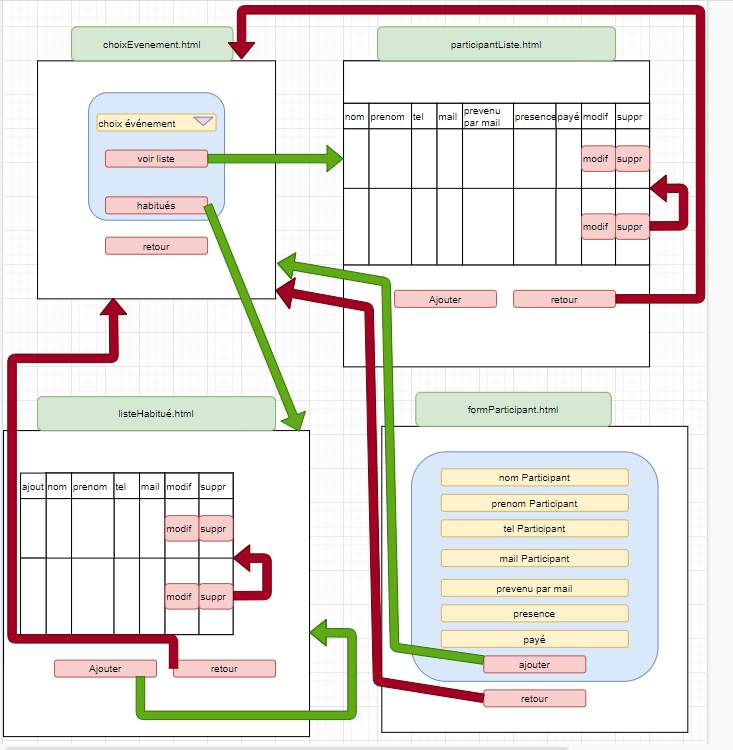 choixEvenement.html
choix événement
voir liste
habitués
retour
participantListe.html
nom prenom tel mail prevenu par mail presence payé modif suppr
modif suppr
modif suppr
Ajouter retour
listeHabitué.html
ajout nom prenom tel mail modif suppr
modif suppr
modif suppr
Ajouter retour
formParticipant.html
nom Participant
prenom Participant
tel Participant
mail Participant
prevenu par mail
presence
payé
ajouter
retour